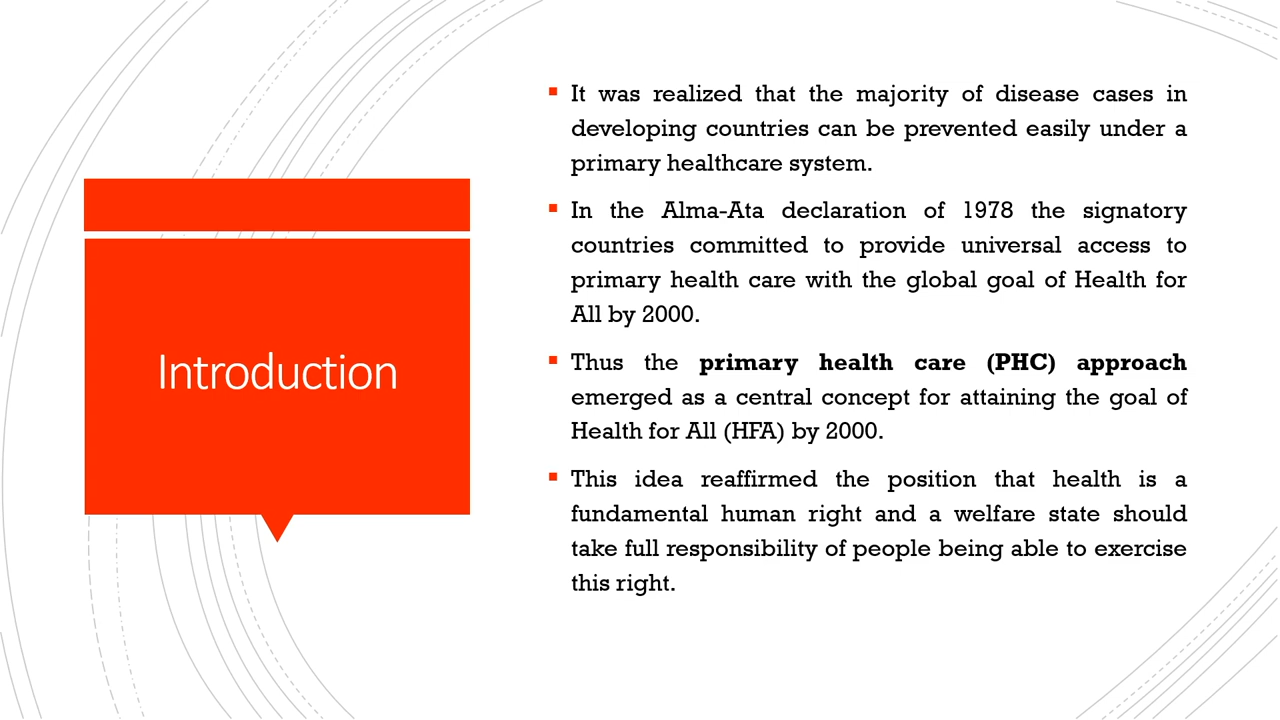 Introduction
It was realized that the majority of disease cases in
developing countries can be prevented easily under a
primary healthcare system.
In the Alma-Ata declaration of 1978 the signatory
countries committed to provide universal access to
primary health care with the global goal of Health for
All by 2000.
Thus the primary health care (PHC) approach
emerged as a central concept for attaining the goal of
Health for All (HFA) by 2000.
This idea reaffirmed the position that health is a
fundamental human right and a welfare state should
take full responsibility of people being able to exercise
this right.